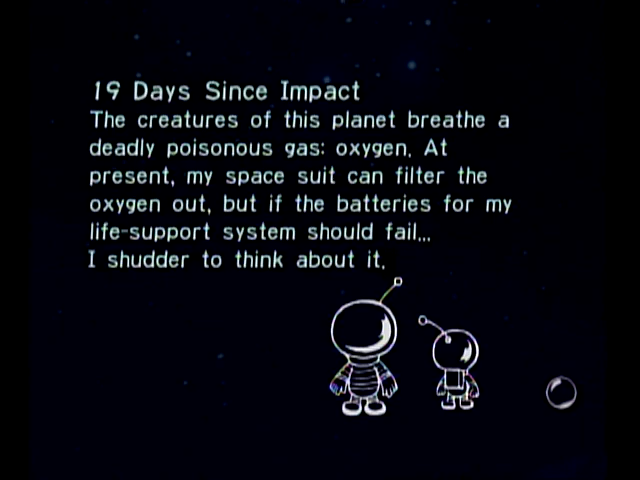 19 Days Since Impact
The creatures of this planet breathe a
deadly poisonous gas: oxygen. At
present, my space suit can filter the
oxygen out, but if the batteries for my
life-support system should fail...
I shudder to think about it.